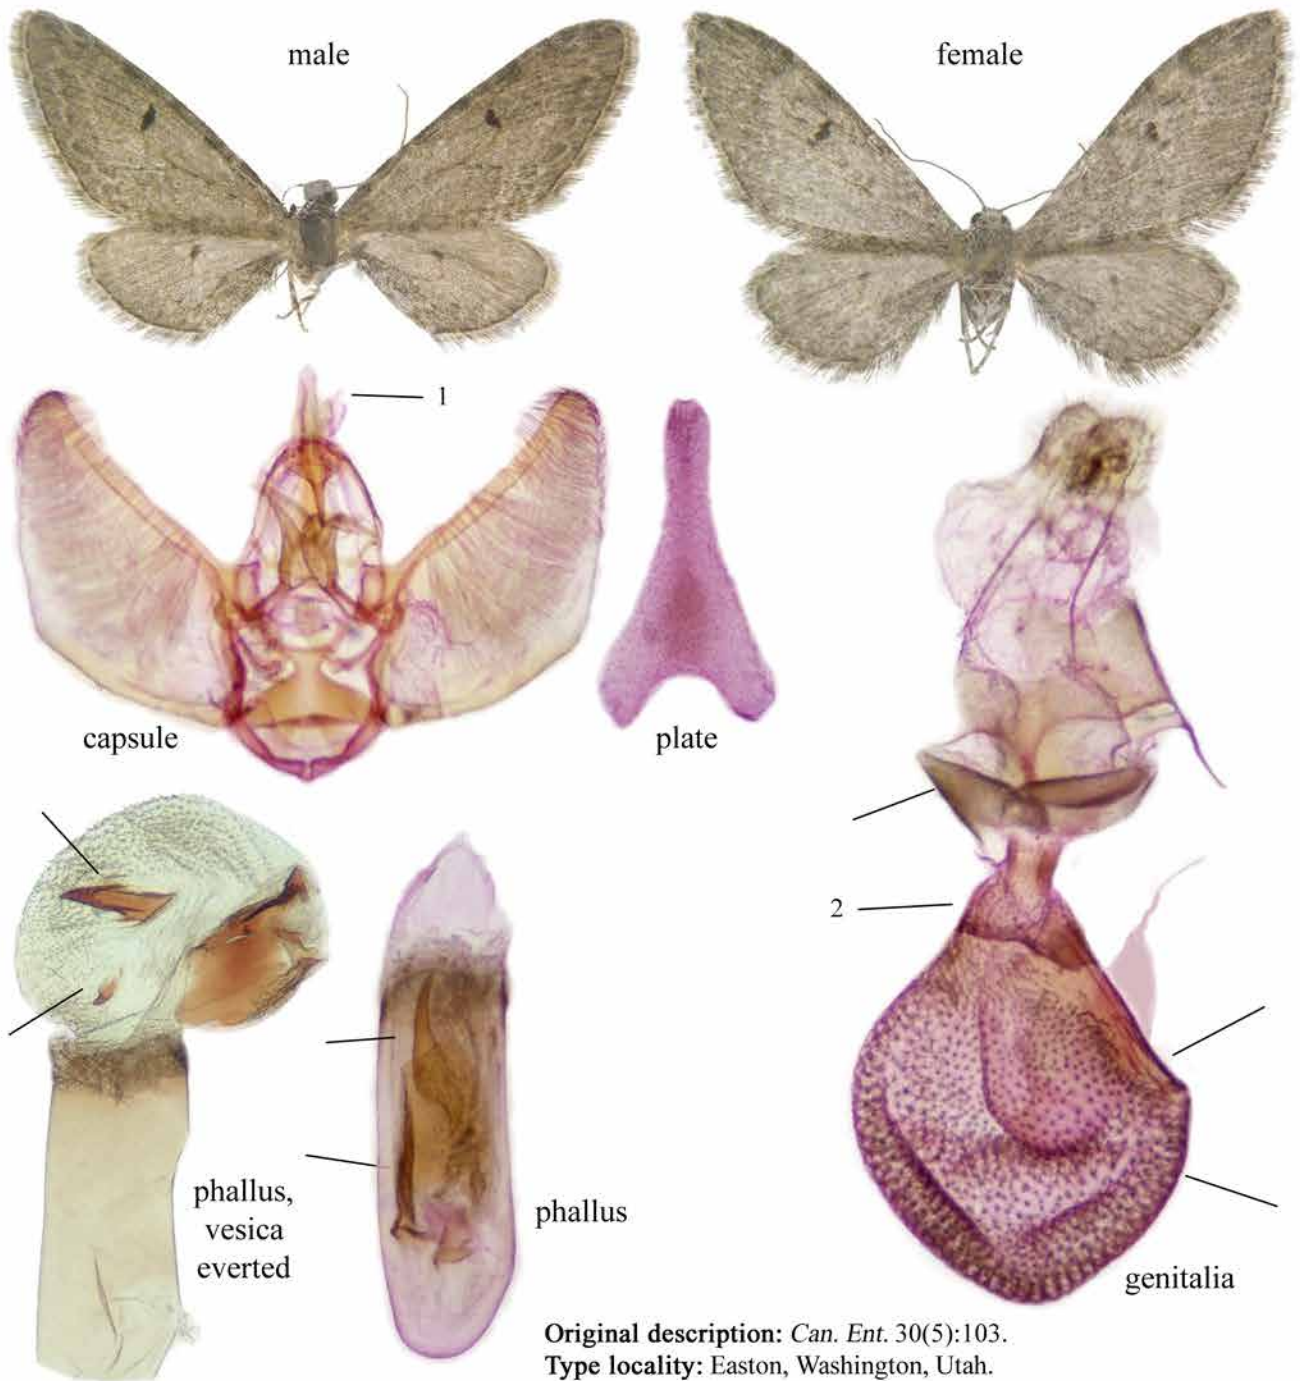 male
female
1
capsule
plate
2
phallus,
vesica
everted
phallus
genitalia
Original description: Can. Ent. 30(5):103.
Type locality: Easton, Washington, Utah.